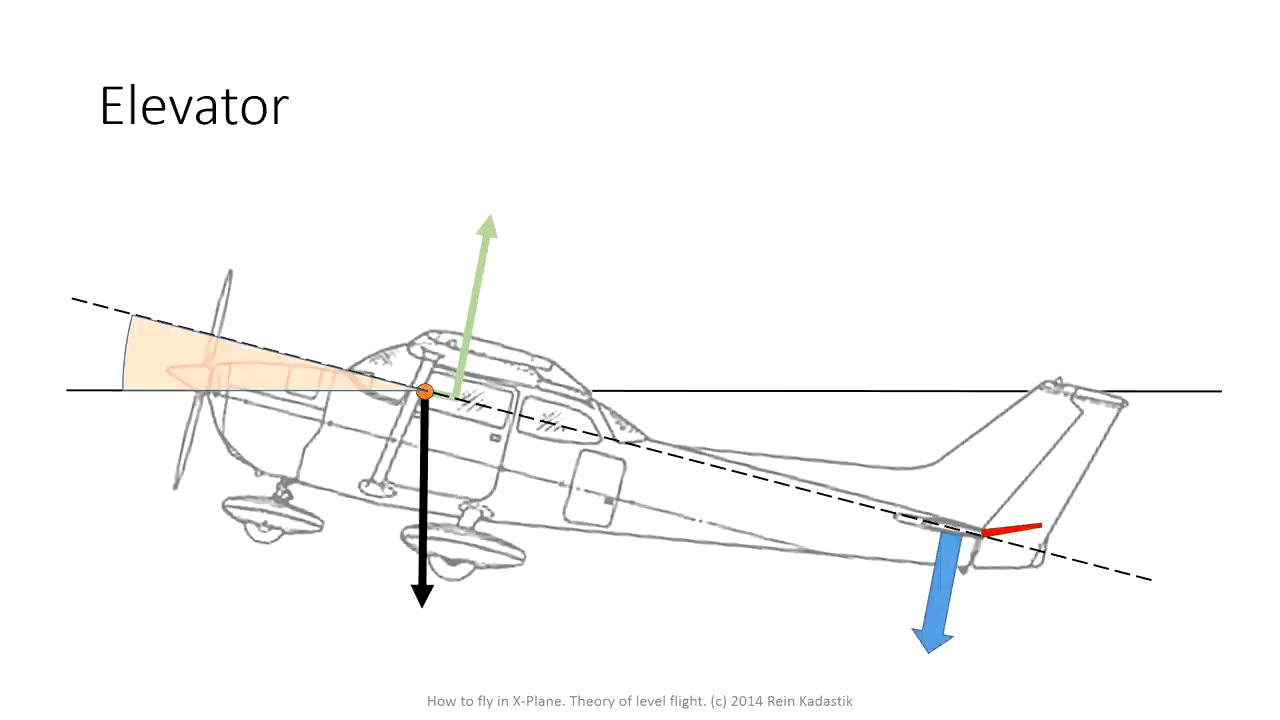 Elevator
How to fly in X-Plane. Theory of level flight. (c) 2014 Rein Kadastik